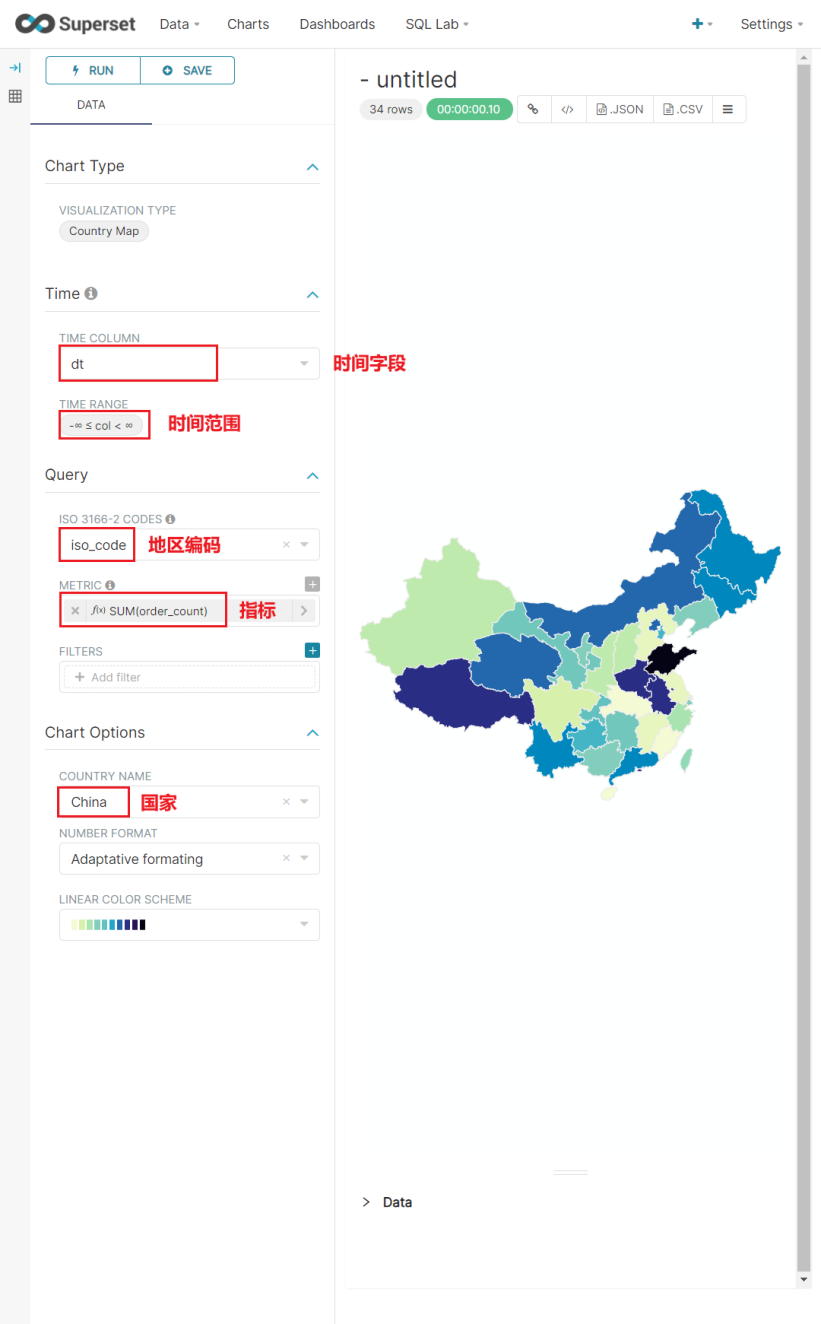 Superset Data Charts Dashboards SQL Lab + Settings
RUN SAVE
DATA
- untitled
34 rows 00:00:00.10 </> .JSON .CSV
Chart Type
VISUALIZATION TYPE
Country Map
Time
TIME COLUMN
dt 时间字段
TIME RANGE
-∞ ≤ col < ∞ 时间范围
Query
ISO 3166-2 CODES
iso_code × 地区编码
METRIC +
× f(x) SUM(order_count) 指标
FILTERS +
+ Add filter
Chart Options
COUNTRY NAME
China × 国家
NUMBER FORMAT
Adaptative formating ×
LINEAR COLOR SCHEME
> Data